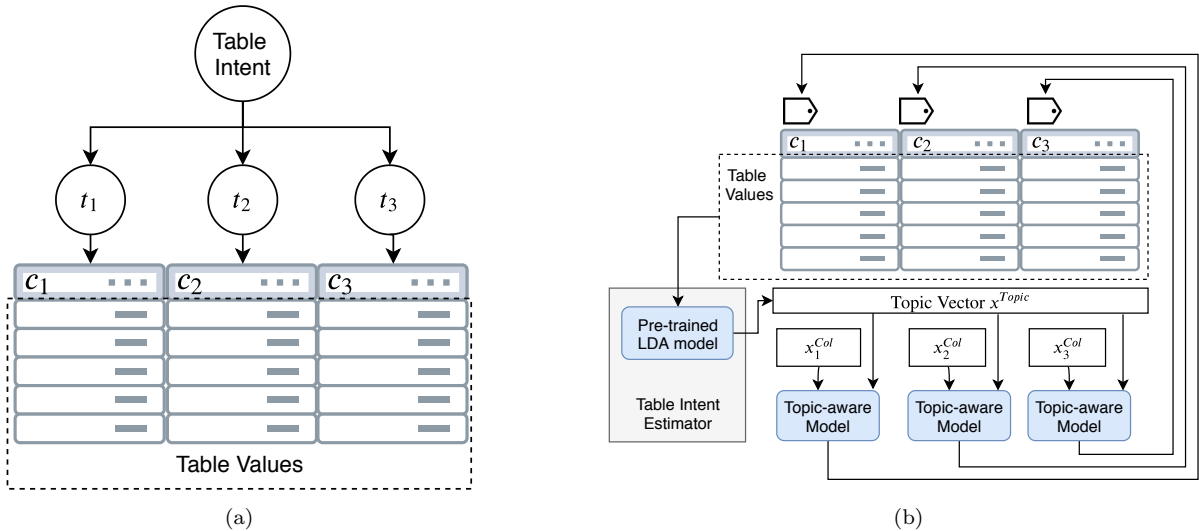 Table
Intent
t₁
t₂
t₃
c₁
c₂
c₃
Table Values
(a)
c₁
c₂
c₃
Table
Values
Topic Vector x^{Topic}
Pre-trained
LDA model
Table Intent
Estimator
x₁^{Col}
x₂^{Col}
x₃^{Col}
Topic-aware
Model
Topic-aware
Model
Topic-aware
Model
(b)